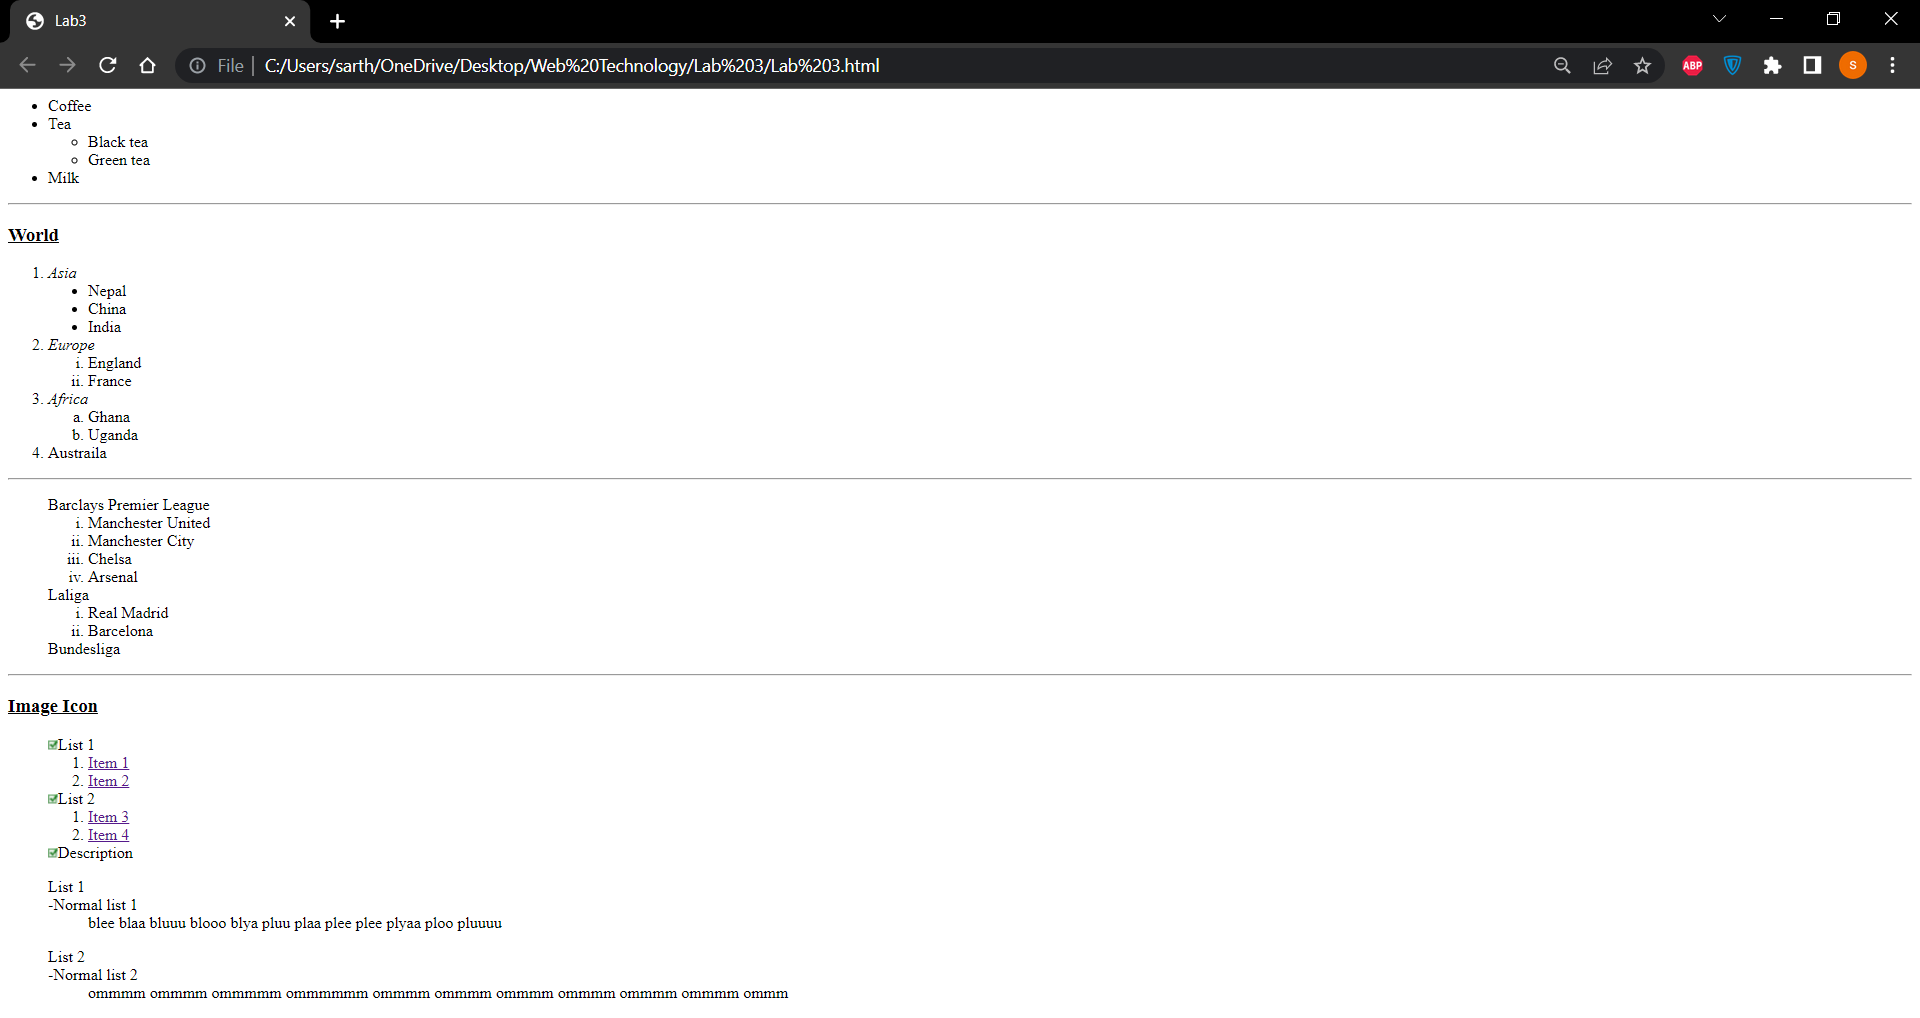 Lab3
File C:/Users/sarth/OneDrive/Desktop/Web%20Technology/Lab%203/Lab%203.html
ABP
S
Coffee
Tea
Black tea
Green tea
Milk
World
1. Asia
Nepal
China
India
2. Europe
i. England
ii. France
3. Africa
a. Ghana
b. Uganda
4. Austraila
Barclays Premier League
i. Manchester United
ii. Manchester City
iii. Chelsa
iv. Arsenal
Laliga
i. Real Madrid
ii. Barcelona
Bundesliga
Image Icon
List 1
1. Item 1
2. Item 2
List 2
1. Item 3
2. Item 4
Description
List 1
-Normal list 1
blee blaa bluuu blooo blya pluu plaa plee plee plyaa ploo pluuuu
List 2
-Normal list 2
ommmm ommmm ommmmm ommmmmm ommmm ommmm ommmm ommmm ommmm ommmm ommm